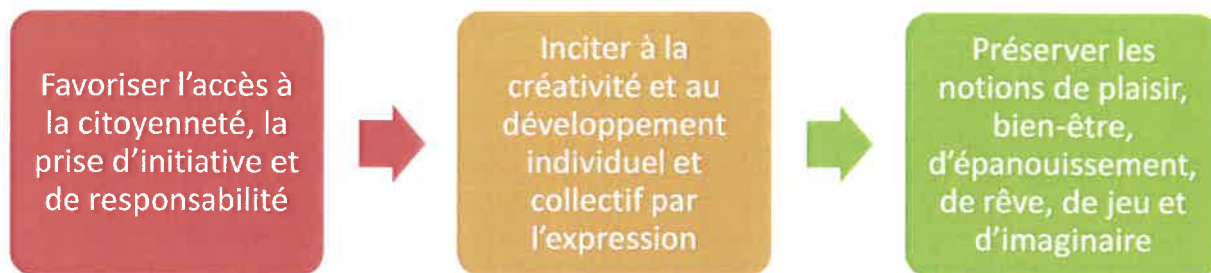 Favoriser l'accès à
la citoyenneté, la
prise d'initiative et
de responsabilité
Inciter à la
créativité et au
développement
individuel et
collectif par
l'expression
Préserver les
notions de plaisir,
bien-être,
d'épanouissement,
de rêve, de jeu et
d'imaginaire